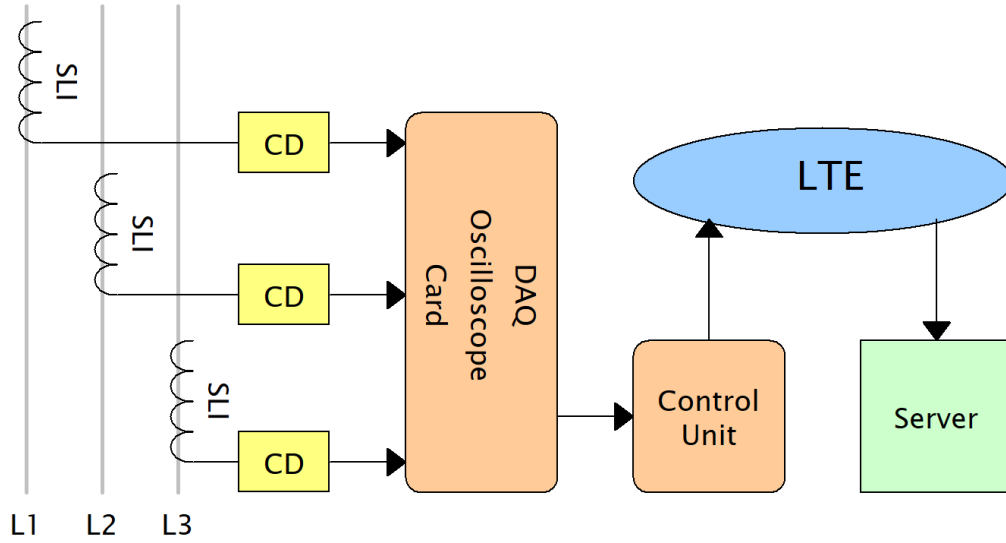 SLI
CD
SLI
CD
SLI
CD
DAQ
Oscilloscope
Card
LTE
Control
Unit
Server
L1
L2
L3